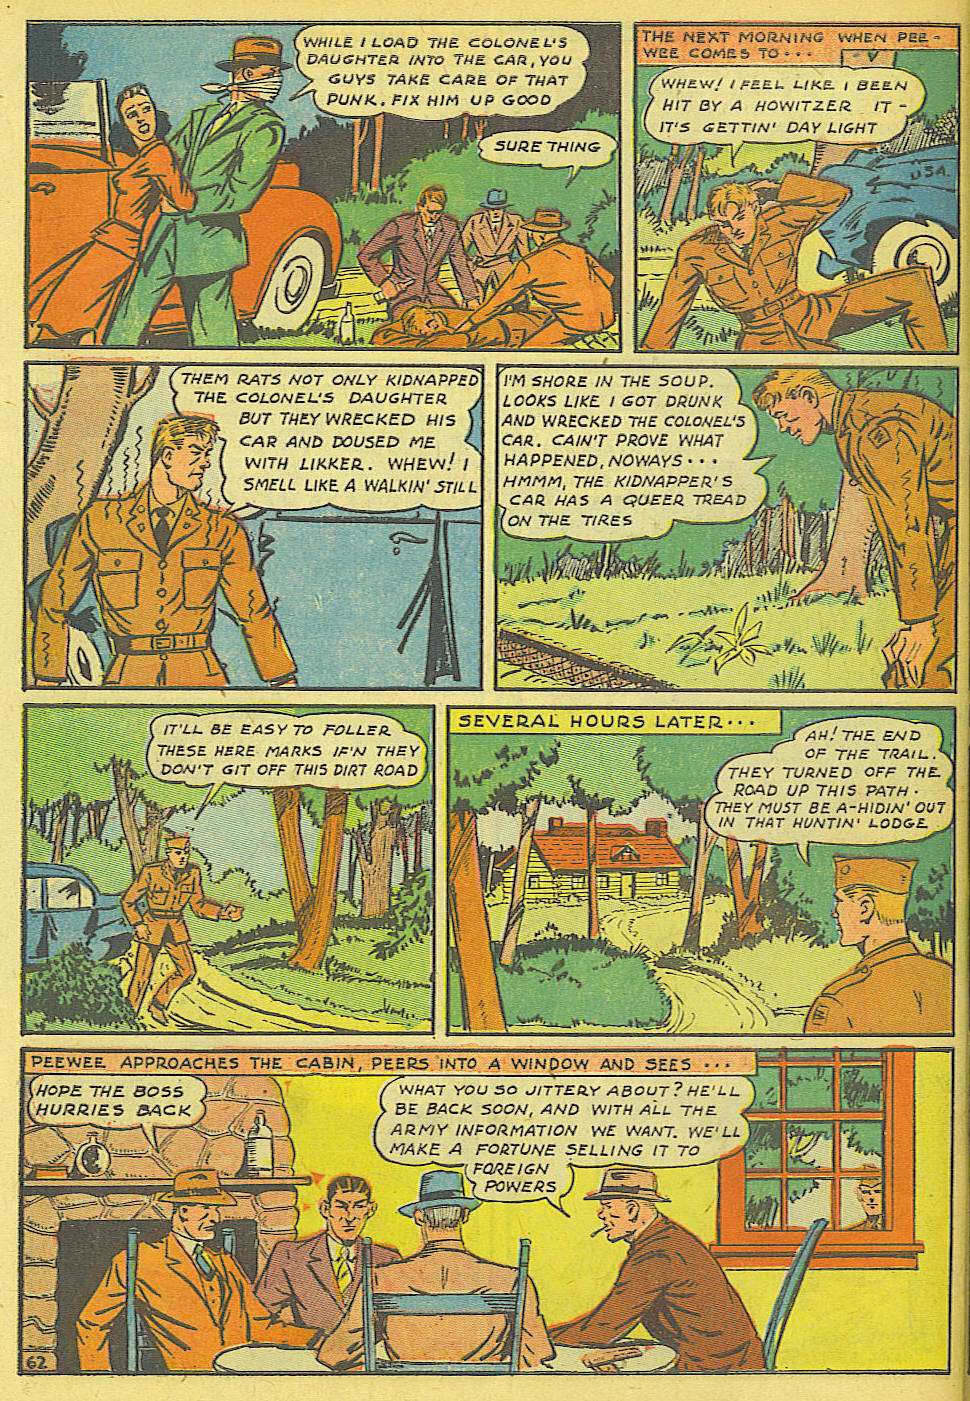 WHILE I LOAD THE COLONEL'S
DAUGHTER INTO THE CAR, YOU
GUYS TAKE CARE OF THAT
PUNK. FIX HIM UP GOOD
SURE THING
THE NEXT MORNING WHEN PEE-
WEE COMES TO...
WHEW! I FEEL LIKE I BEEN
HIT BY A HOWITZER IT-
IT'S GETTIN' DAY LIGHT
USA.
THEM RATS NOT ONLY KIDNAPPED
THE COLONEL'S DAUGHTER
BUT THEY WRECKED HIS
CAR AND DOUSED ME
WITH LIKKER. WHEW! I
SMELL LIKE A WALKIN' STILL
I'M SHORE IN THE SOUP.
LOOKS LIKE I GOT DRUNK
AND WRECKED THE COLONEL'S
CAR. CAIN'T PROVE WHAT
HAPPENED, NOWAYS...
HMMM, THE KIDNAPPER'S
CAR HAS A QUEER TREAD
ON THE TIRES
IT'LL BE EASY TO FOLLER
THESE HERE MARKS IF'N THEY
DON'T GIT OFF THIS DIRT ROAD
SEVERAL HOURS LATER...
AH! THE END
OF THE TRAIL.
THEY TURNED OFF THE
ROAD UP THIS PATH.
THEY MUST BE A-HIDIN' OUT
IN THAT HUNTIN' LODGE
PEEWEE APPROACHES THE CABIN, PEERS INTO A WINDOW AND SEES...
HOPE THE BOSS
HURRIES BACK
WHAT YOU SO JITTERY ABOUT? HE'LL
BE BACK SOON, AND WITH ALL THE
ARMY INFORMATION WE WANT. WE'LL
MAKE A FORTUNE SELLING IT TO
FOREIGN
POWERS
62